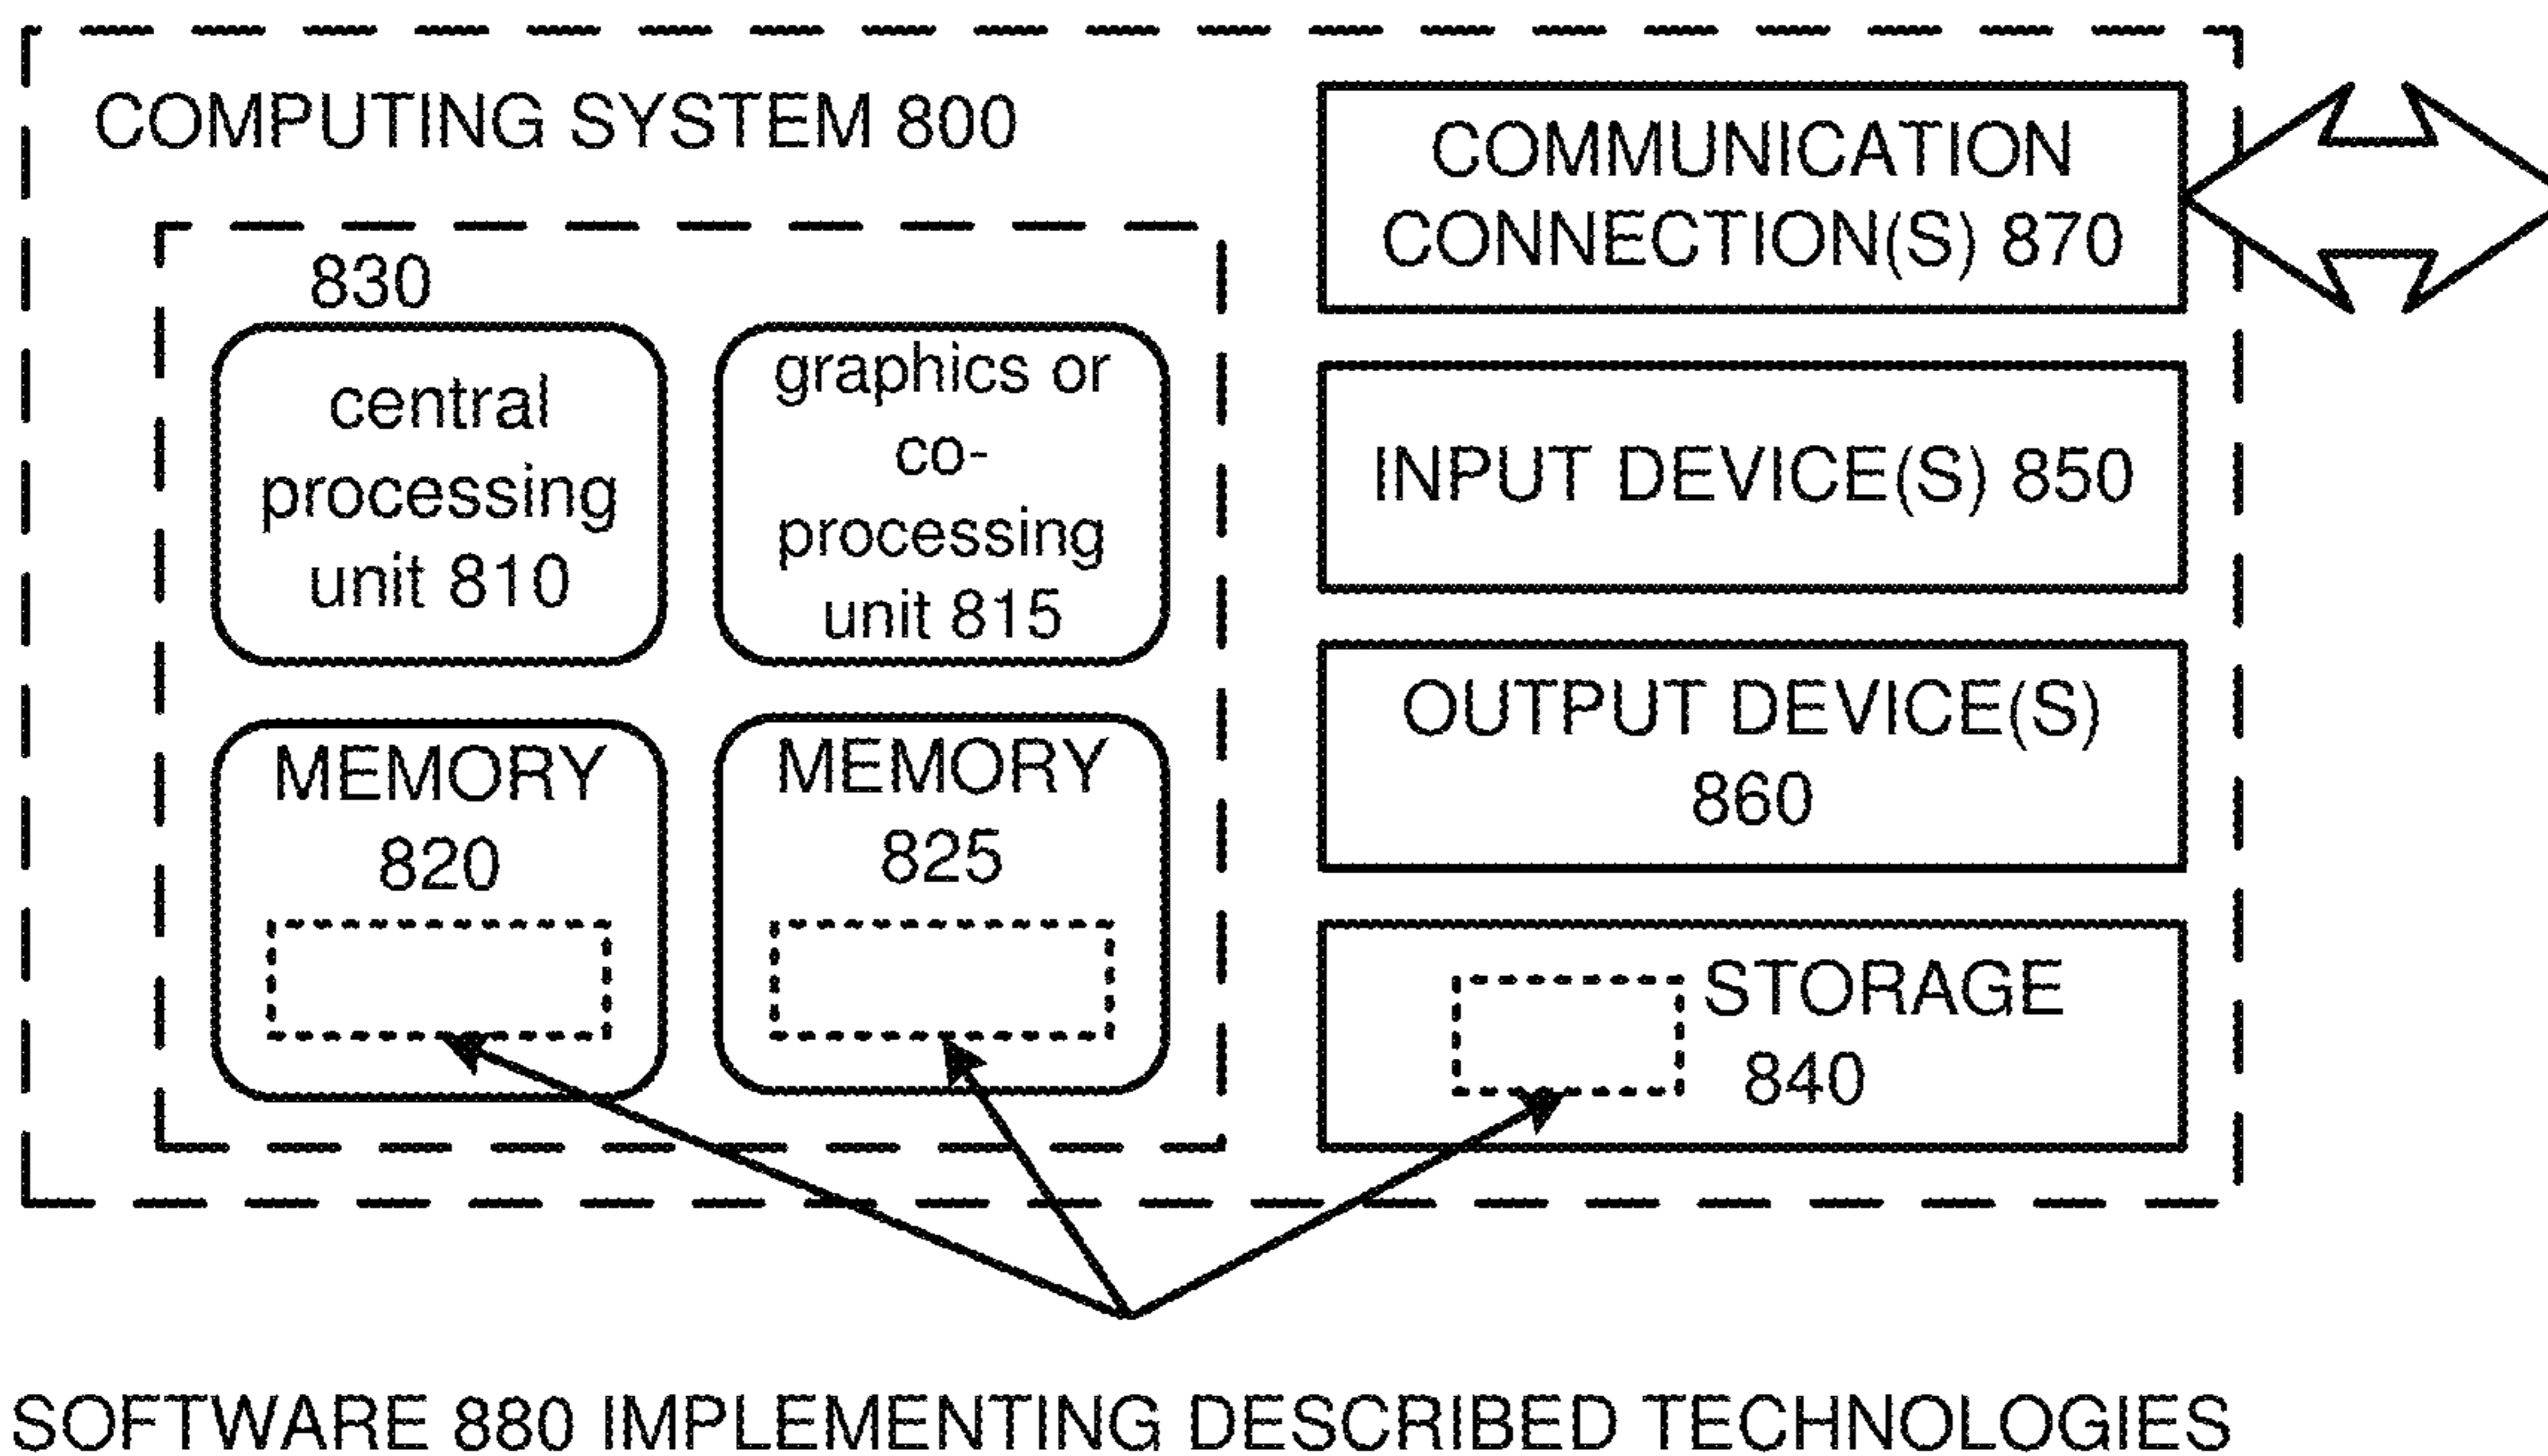 COMPUTING SYSTEM 800
830
central
processing
unit 810
graphics or
co-
processing
unit 815
MEMORY
820
MEMORY
825
COMMUNICATION
CONNECTION(S) 870
INPUT DEVICE(S) 850
OUTPUT DEVICE(S)
860
STORAGE
840
SOFTWARE 880 IMPLEMENTING DESCRIBED TECHNOLOGIES